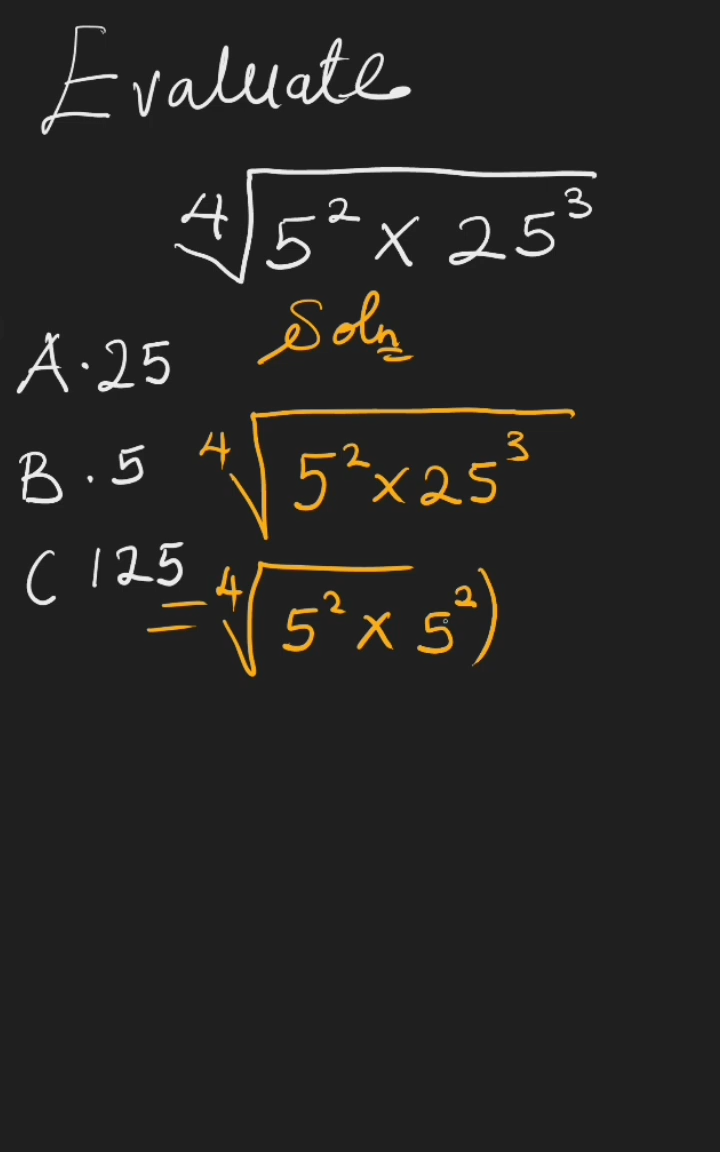 Evaluate
⁴√5² x 25³
Soln
A.25
⁴√5² x 25³
B.5
C 125
= ⁴√5² x 5²)